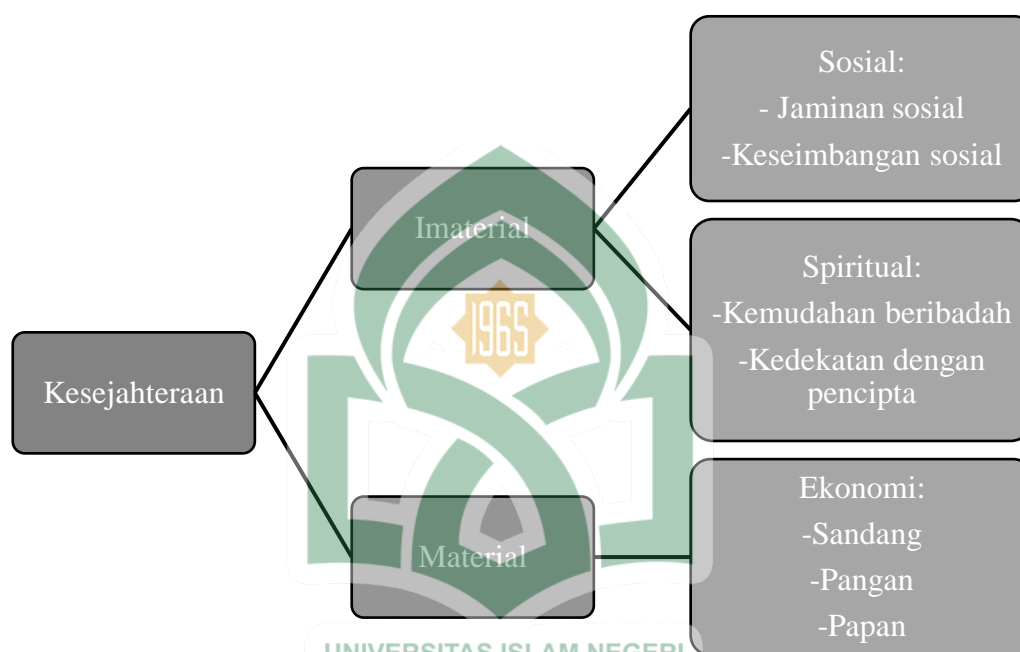 Sosial:
- Jaminan sosial
-Keseimbangan sosial
Imaterial
Spiritual:
-Kemudahan beribadah
-Kedekatan dengan
pencipta
1965
Kesejahteraan
Ekonomi:
-Sandang
-Pangan
-Papan
Material
UNIVERSITAS ISLAM NEGERI